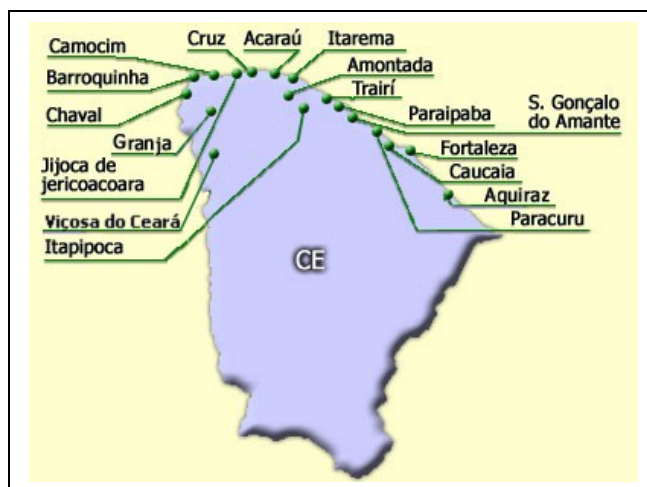 Cruz
Acaraú
Itarema
Camocim
Amontada
Barroquinha
Trairí
Chaval
Paraipaba
S. Gonçalo
do Amante
Granja
Fortaleza
Jijoca de
jericoacoara
Caucaia
Aquiraz
Viçosa do Ceará
Paracuru
Itapipoca
CE